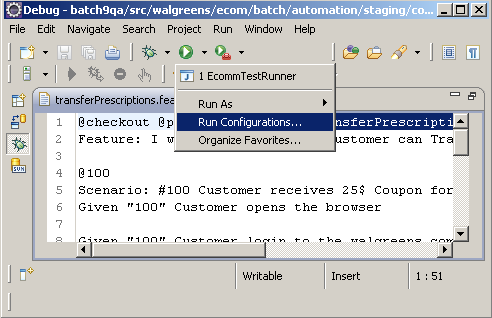 Debug - batch9qa/src/walgreens/ecom/batch/automation/staging/co...
File Edit Navigate Search Project Run Window Help
1 EcommTestRunner
Run As
Run Configurations...
Organize Favorites...
transferPrescriptions.fea
1 @checkout @p ransferPrescripti
2 Feature: I w ustomer can Tra
3
4 @100
5 Scenario: #100 Customer receives 25$ Coupon for
6 Given "100" Customer opens the browser
7
8 Given "100" Customer login to the walgreens com
SUN
Writable Insert 1 : 51